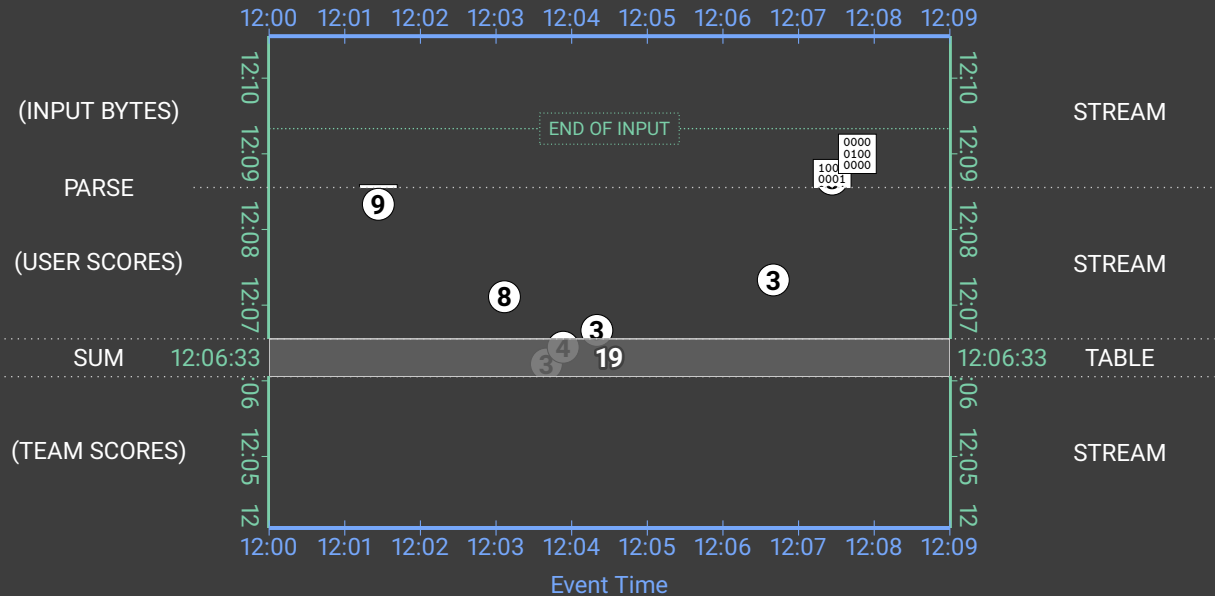 12:00 12:01 12:02 12:03 12:04 12:05 12:06 12:07 12:08 12:09
12:10
12:10
(INPUT BYTES)
STREAM
END OF INPUT
0000
0100
0000
12:09
12:09
100
0001
PARSE
9
12:08
12:08
(USER SCORES)
STREAM
3
8
12:07
12:07
3
SUM 12:06:33
4
3
19
12:06:33 TABLE
:06
:06
(TEAM SCORES)
STREAM
12:05
12:05
12
12
12:00 12:01 12:02 12:03 12:04 12:05 12:06 12:07 12:08 12:09
Event Time